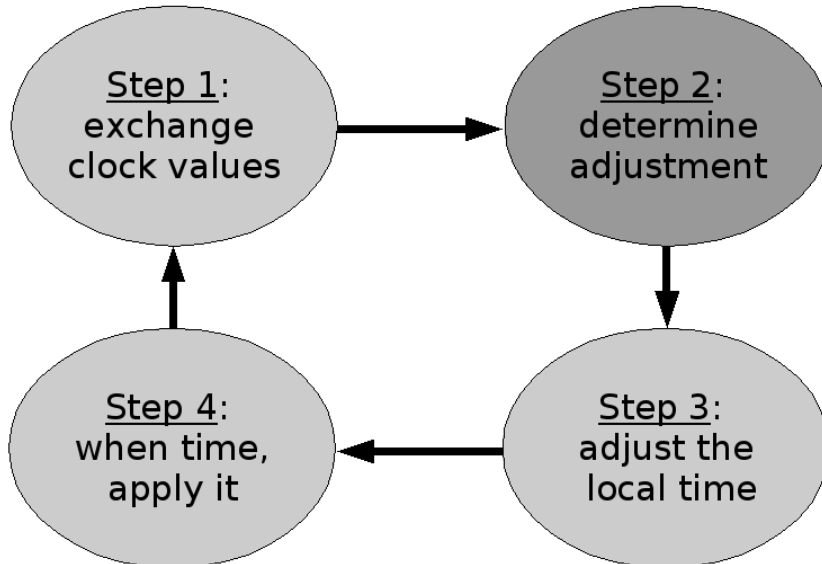 Step 1:
exchange
clock values
Step 2:
determine
adjustment
Step 3:
adjust the
local time
Step 4:
when time,
apply it